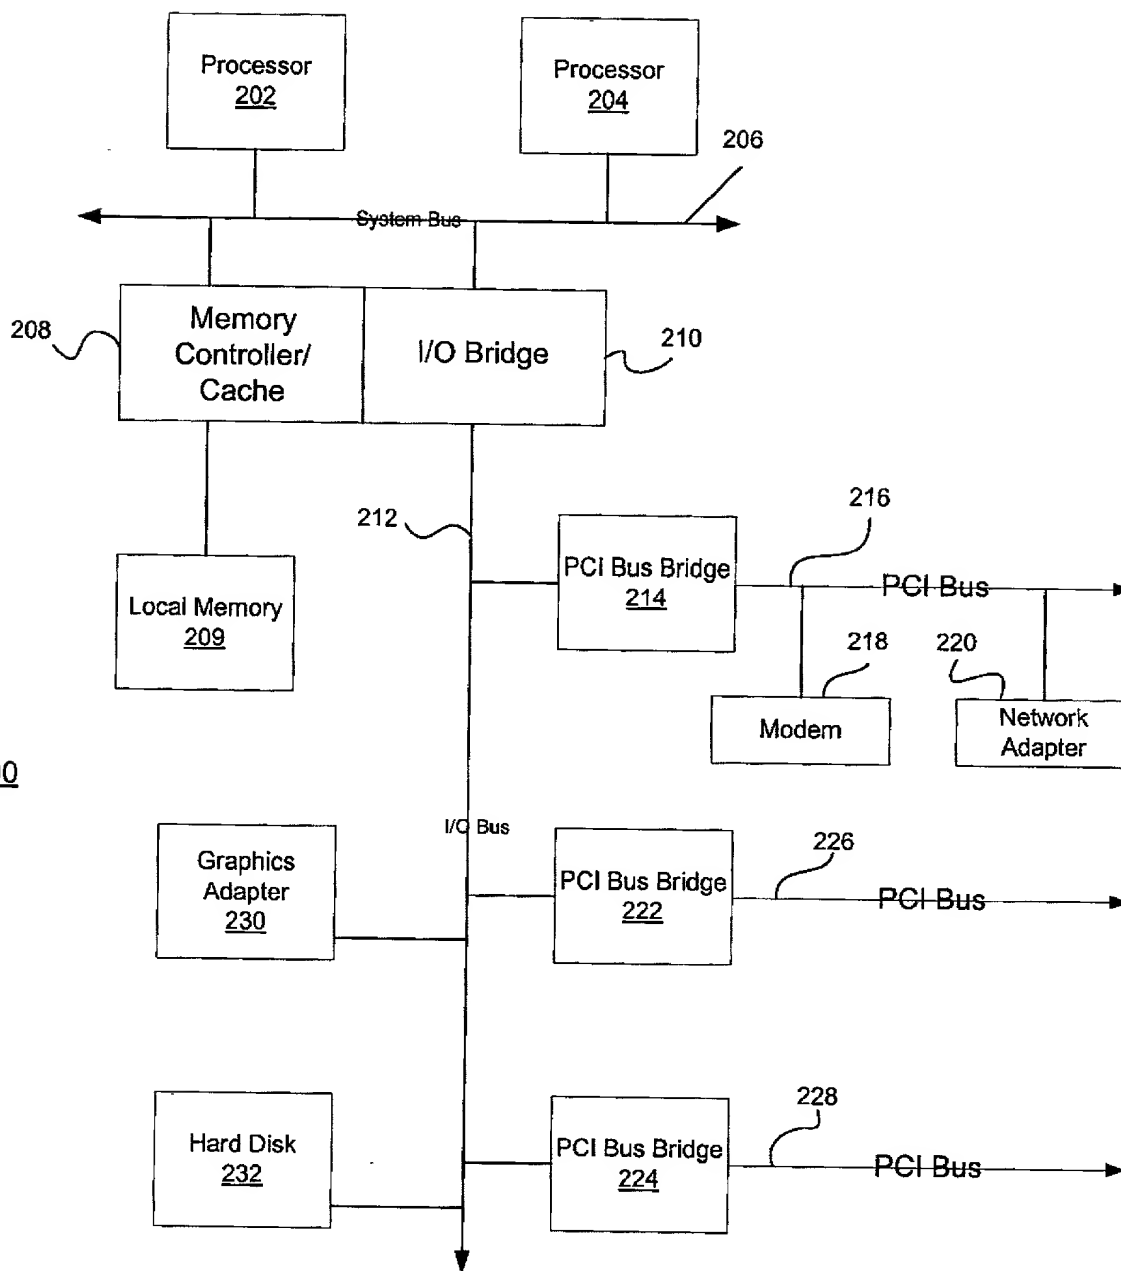 Processor
202
Processor
204
206
System Bus
208
Memory
Controller/
Cache
I/O Bridge
210
212
216
PCI Bus Bridge
214
PCI Bus
Local Memory
209
218
220
Modem
Network
Adapter
00
I/O Bus
226
Graphics
Adapter
230
PCI Bus Bridge
222
PCI Bus
228
Hard Disk
232
PCI Bus Bridge
224
PCI Bus